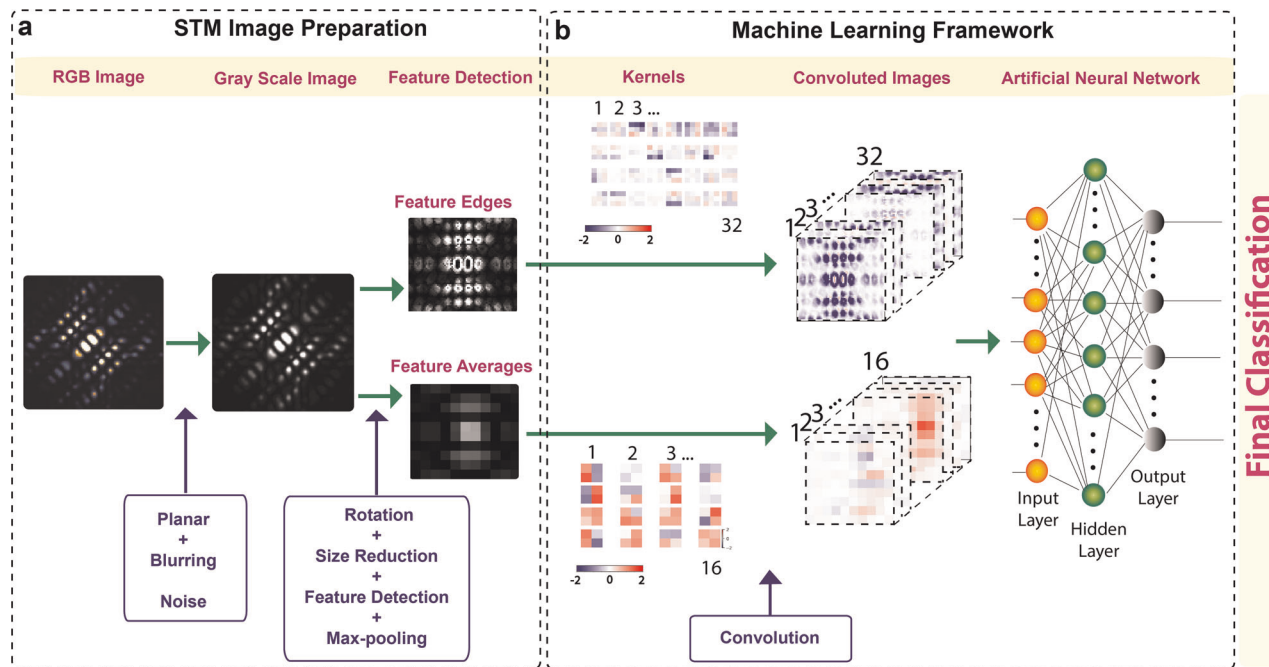 a
STM Image Preparation
RGB Image
Gray Scale Image
Feature Detection
Feature Edges
Feature Averages
Planar
+
Blurring
Noise
Rotation
+
Size Reduction
+
Feature Detection
+
Max-pooling
b
Machine Learning Framework
Kernels
Convoluted Images
Artificial Neural Network
1 2 3 ...
32
-2 0 2
1 2 3 ...
32
1 2 3 ...
2
0
-2
16
-2 0 2
1 2 3 ...
16
Convolution
Input
Layer
Hidden
Layer
Output
Layer
Final Classification